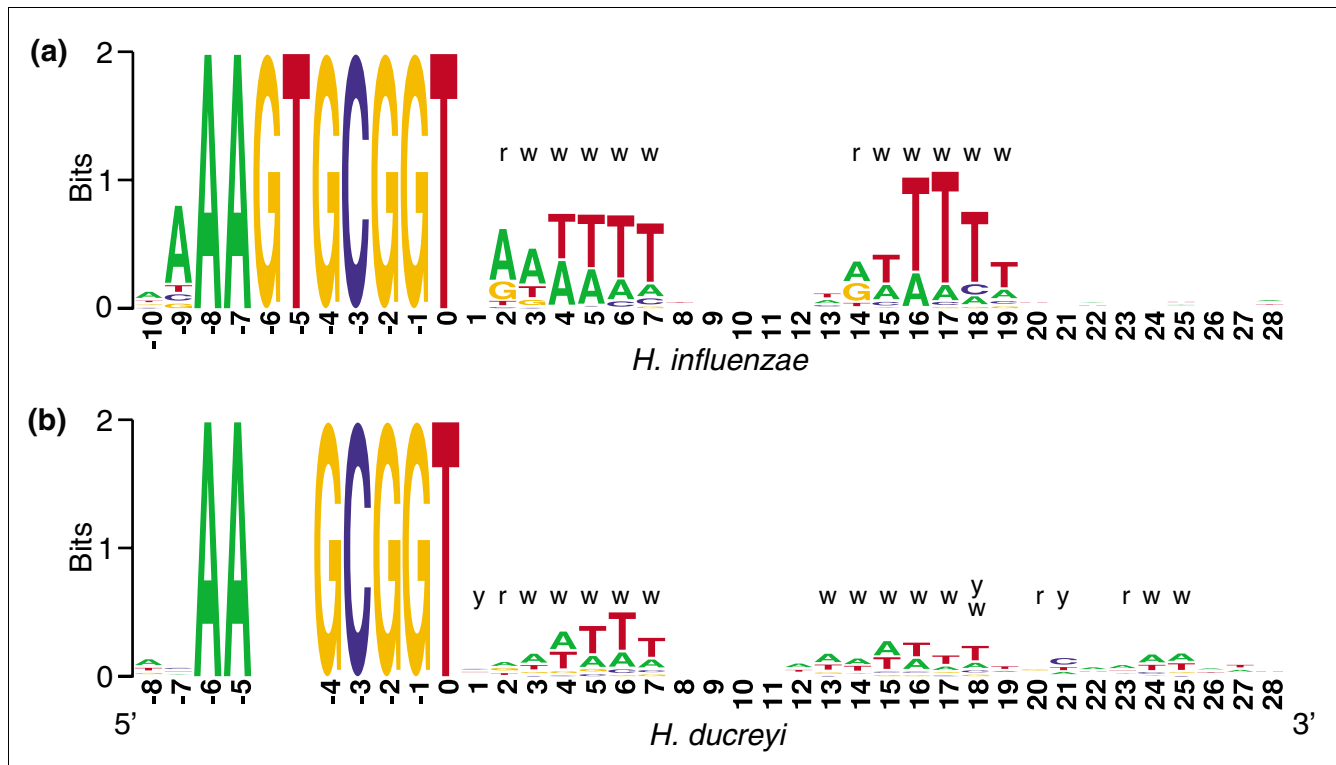 (a)
2
1
0
Bits
AAGTGCGGT
r w w w w w
r w w w w w
-10 -9 -8 -7 -6 -5 -4 -3 -2 -1 0 1 2 3 4 5 6 7 8 9 10 11 12 13 14 15 16 17 18 19 20 21 22 23 24 25 26 27 28
H. influenzae
(b)
2
1
0
Bits
AA GCGGT
y r w w w w w
w w w w w y r y r w w
w
-8 -7 -6 -5 -4 -3 -2 -1 0 1 2 3 4 5 6 7 8 9 10 11 12 13 14 15 16 17 18 19 20 21 22 23 24 25 26 27 28
5’ 3’
H. ducreyi